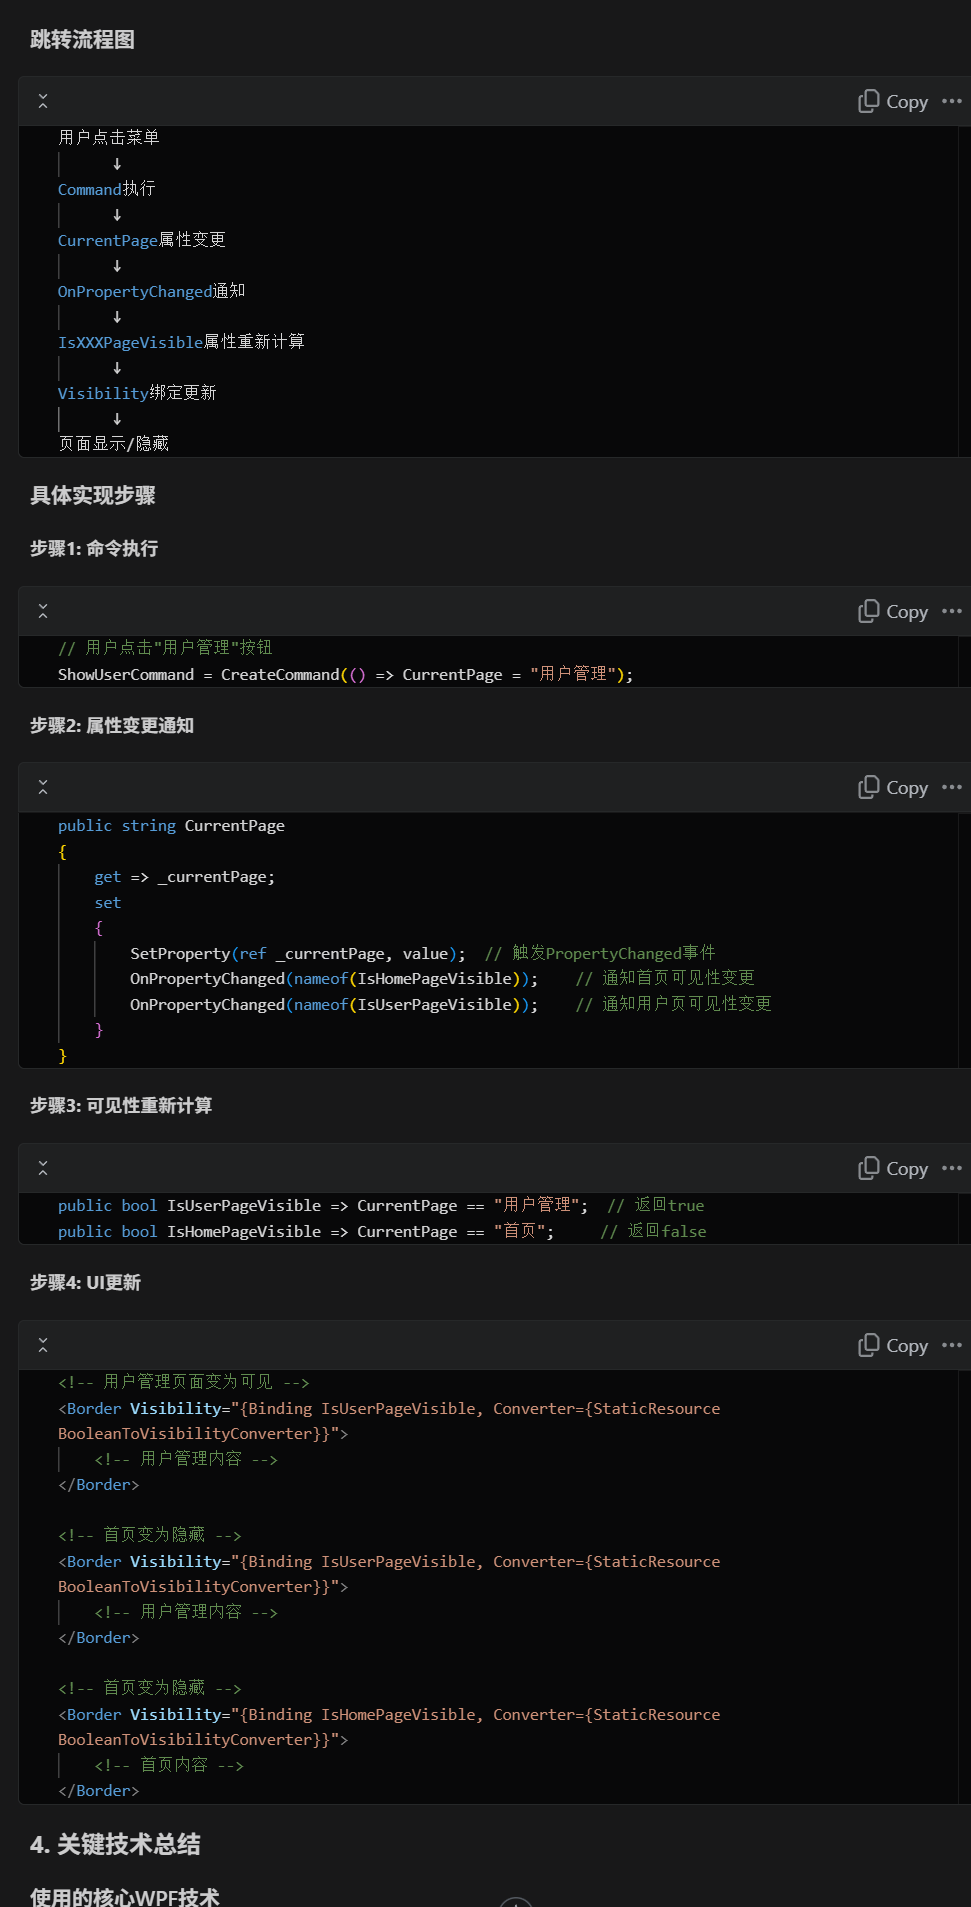 跳转流程图
Copy
用户点击菜单
↓
Command执行
↓
CurrentPage属性变更
↓
OnPropertyChanged通知
↓
IsXXXPageVisible属性重新计算
↓
Visibility绑定更新
↓
页面显示/隐藏
具体实现步骤
步骤1: 命令执行
Copy
// 用户点击"用户管理"按钮
ShowUserCommand = CreateCommand(() => CurrentPage = "用户管理");
步骤2: 属性变更通知
Copy
public string CurrentPage
{
    get => _currentPage;
    set
    {
        SetProperty(ref _currentPage, value);  // 触发PropertyChanged事件
        OnPropertyChanged(nameof(IsHomePageVisible));    // 通知首页可见性变更
        OnPropertyChanged(nameof(IsUserPageVisible));    // 通知用户页可见性变更
    }
}
步骤3: 可见性重新计算
Copy
public bool IsUserPageVisible => CurrentPage == "用户管理";  // 返回true
public bool IsHomePageVisible => CurrentPage == "首页";     // 返回false
步骤4: UI更新
Copy
<!-- 用户管理页面变为可见 -->
<Border Visibility="{Binding IsUserPageVisible, Converter={StaticResource
BooleanToVisibilityConverter}}">
    <!-- 用户管理内容 -->
</Border>
<!-- 首页变为隐藏 -->
<Border Visibility="{Binding IsUserPageVisible, Converter={StaticResource
BooleanToVisibilityConverter}}">
    <!-- 用户管理内容 -->
</Border>
<!-- 首页变为隐藏 -->
<Border Visibility="{Binding IsHomePageVisible, Converter={StaticResource
BooleanToVisibilityConverter}}">
    <!-- 首页内容 -->
</Border>
4. 关键技术总结
使用的核心WPF技术